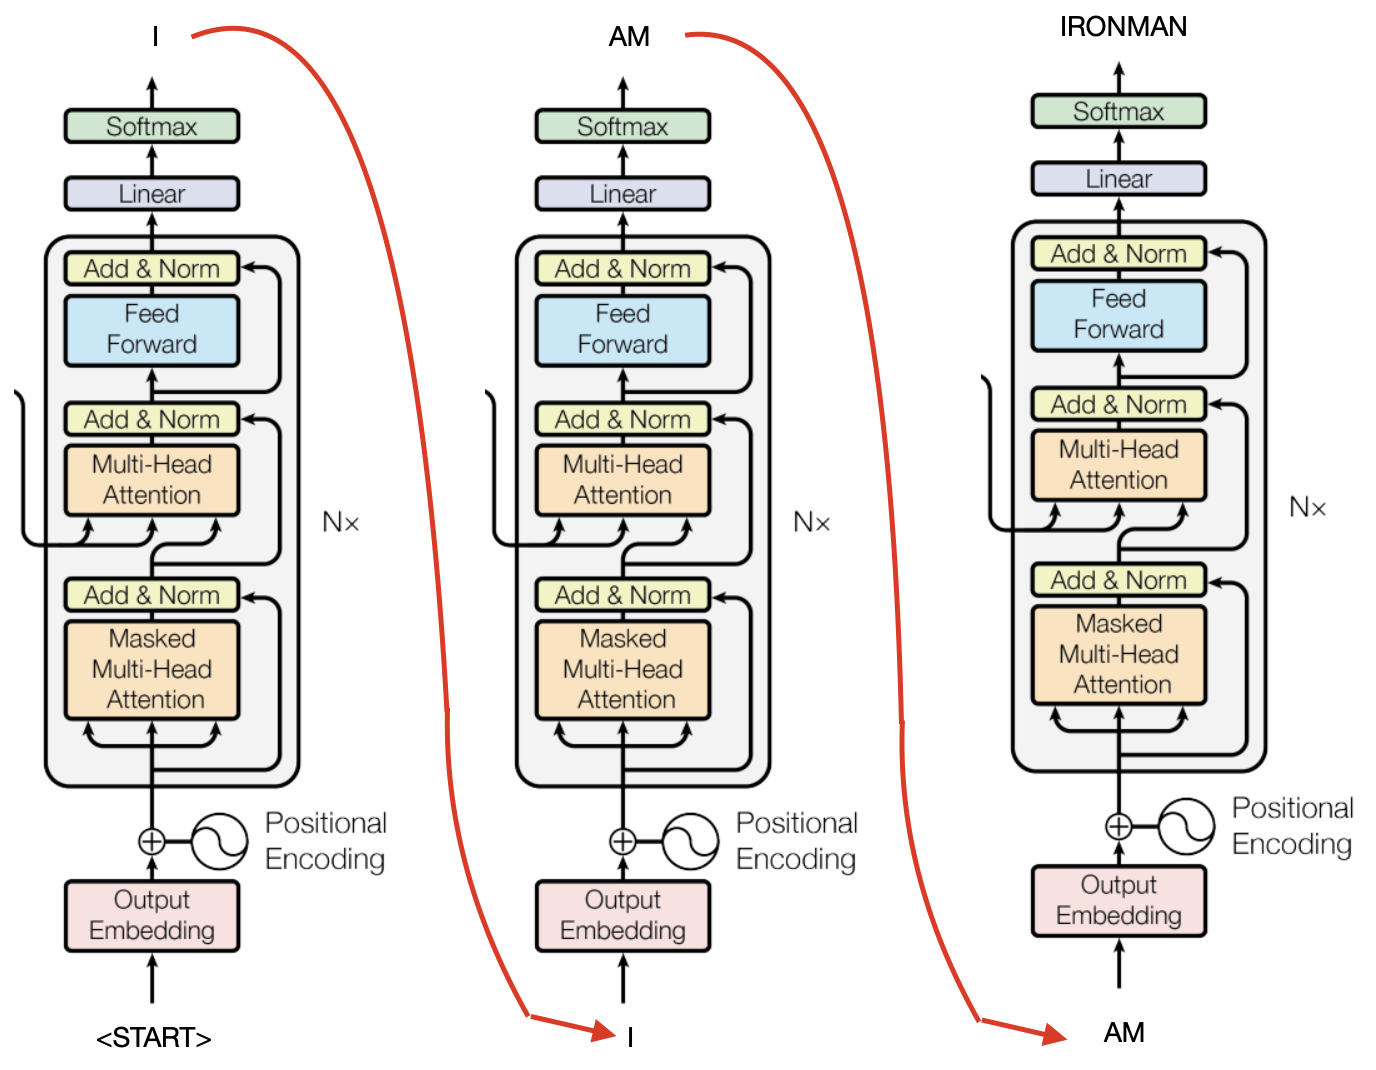 I
Softmax
Linear
Add & Norm
Feed
Forward
Add & Norm
Multi-Head
Attention
Nx
Add & Norm
Masked
Multi-Head
Attention
Positional
Encoding
Output
Embedding
<START>
AM
Softmax
Linear
Add & Norm
Feed
Forward
Add & Norm
Multi-Head
Attention
Nx
Add & Norm
Masked
Multi-Head
Attention
Positional
Encoding
Output
Embedding
I
IRONMAN
Softmax
Linear
Add & Norm
Feed
Forward
Add & Norm
Multi-Head
Attention
Nx
Add & Norm
Masked
Multi-Head
Attention
Positional
Encoding
Output
Embedding
AM